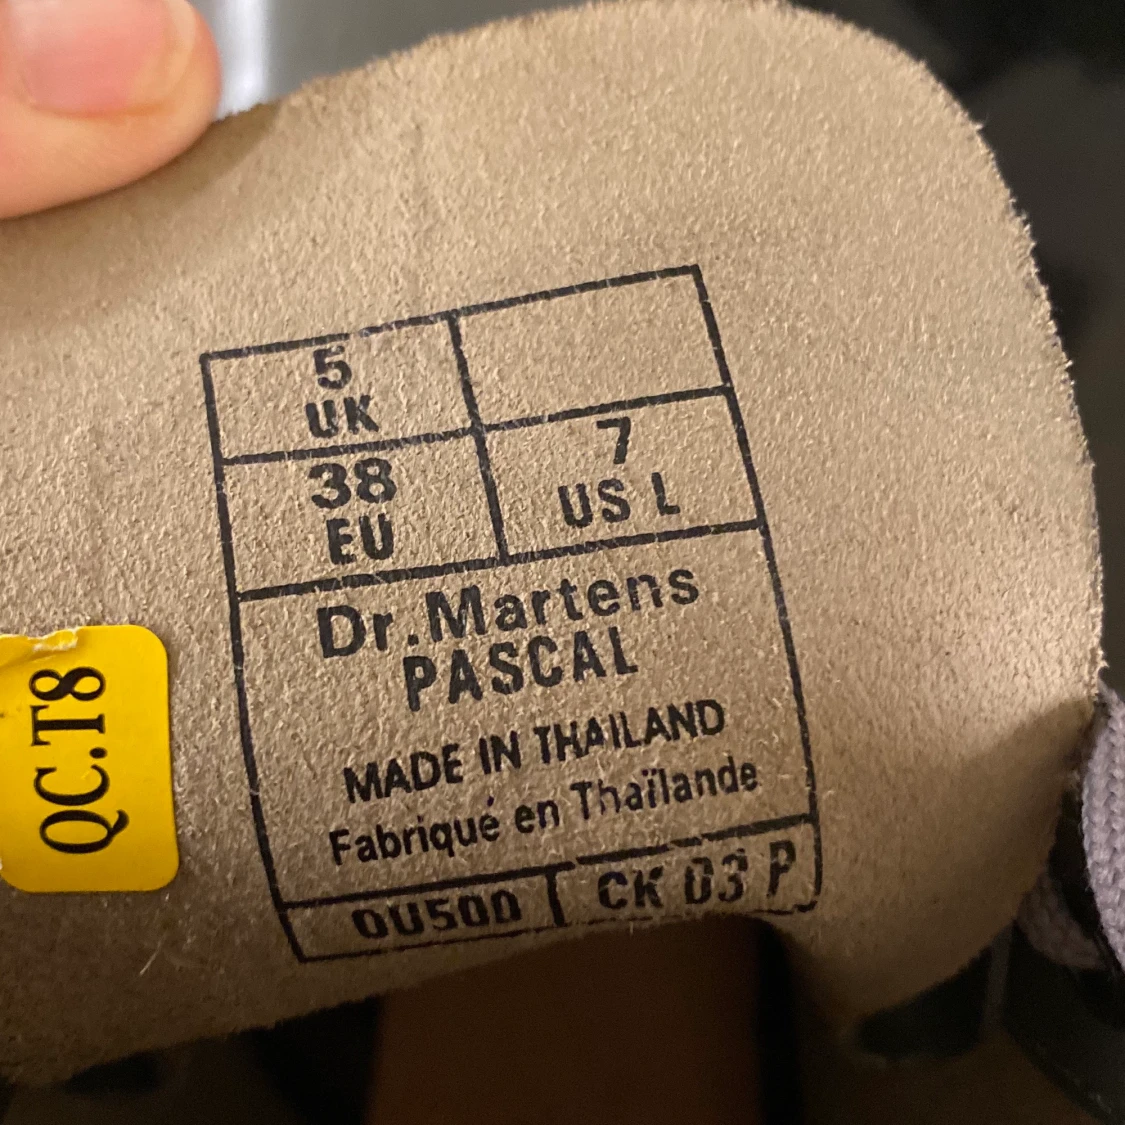 5
UK
38
EU
7
US L
Dr.Martens
PASCAL
MADE IN THAILAND
Fabriqué en Thaïlande
0U50D
CK 03 P
QC.T8